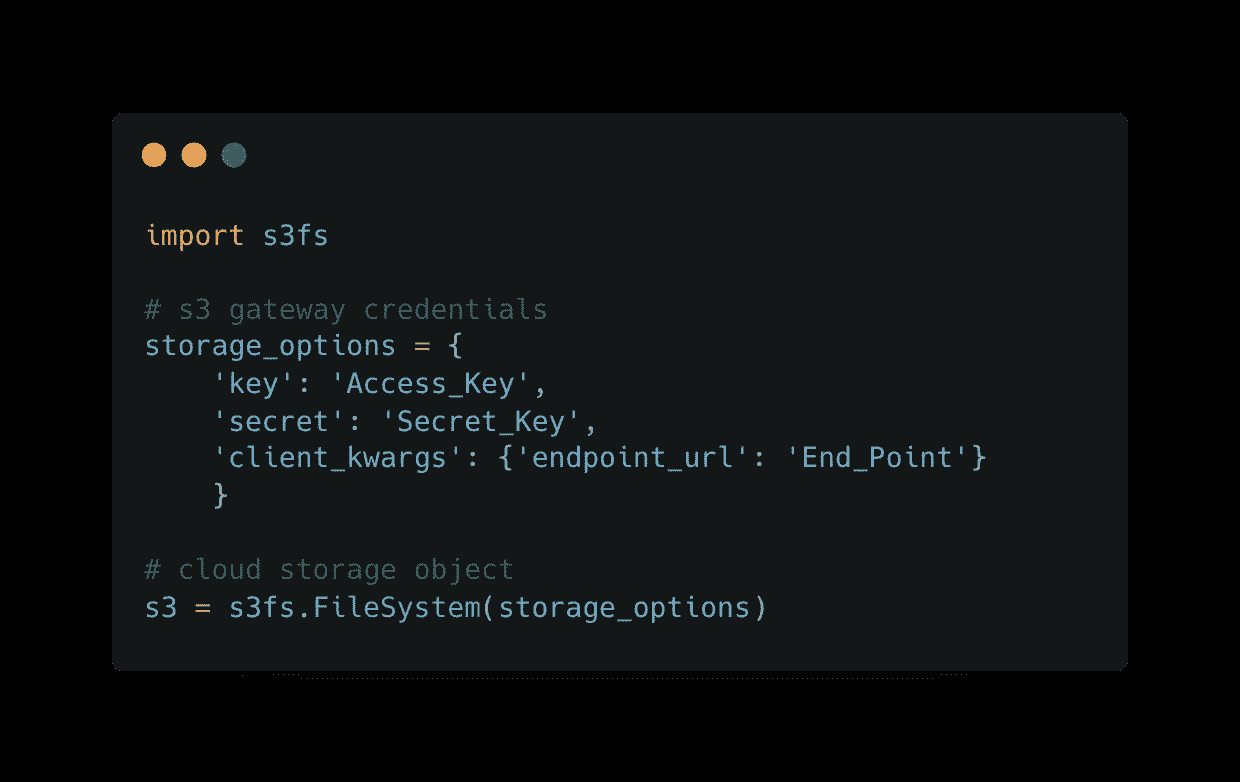 import s3fs
# s3 gateway credentials
storage_options = {
    'key': 'Access_Key',
    'secret': 'Secret_Key',
    'client_kwargs': {'endpoint_url': 'End_Point'}
    }
# cloud storage object
s3 = s3fs.FileSystem(storage_options)